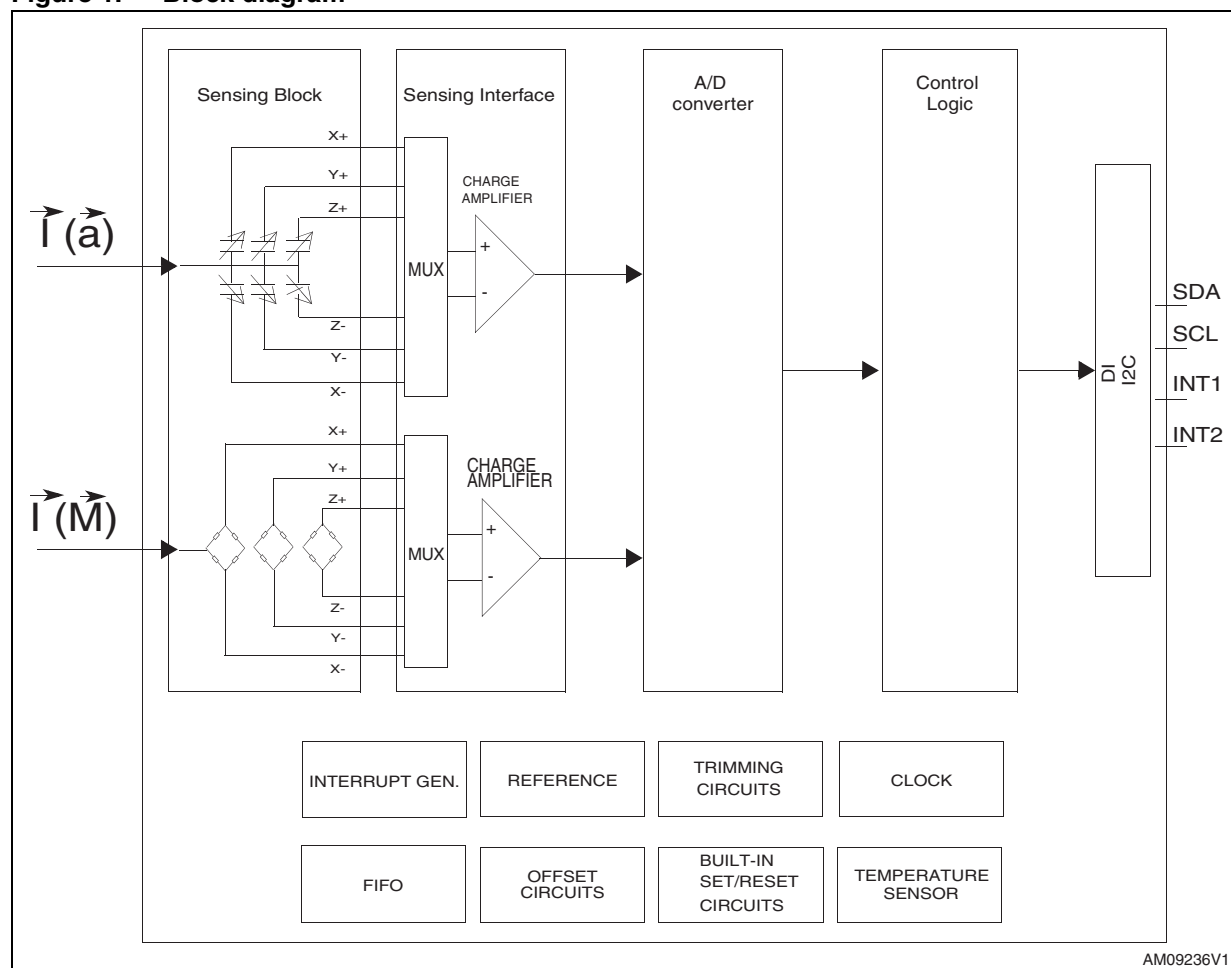 Figure 1. Block diagram
Sensing Block
Sensing Interface
A/D
converter
Control
Logic
X+
Y+
Z+
CHARGE
AMPLIFIER
I (a)
+
MUX
-
Z-
Y-
X-
SDA
SCL
DI
I2C
INT1
INT2
X+
Y+
Z+
CHARGE
AMPLIFIER
I (M)
+
MUX
-
Z-
Y-
X-
INTERRUPT GEN.
REFERENCE
TRIMMING
CIRCUITS
CLOCK
FIFO
OFFSET
CIRCUITS
BUILT-IN
SET/RESET
CIRCUITS
TEMPERATURE
SENSOR
AM09236V1